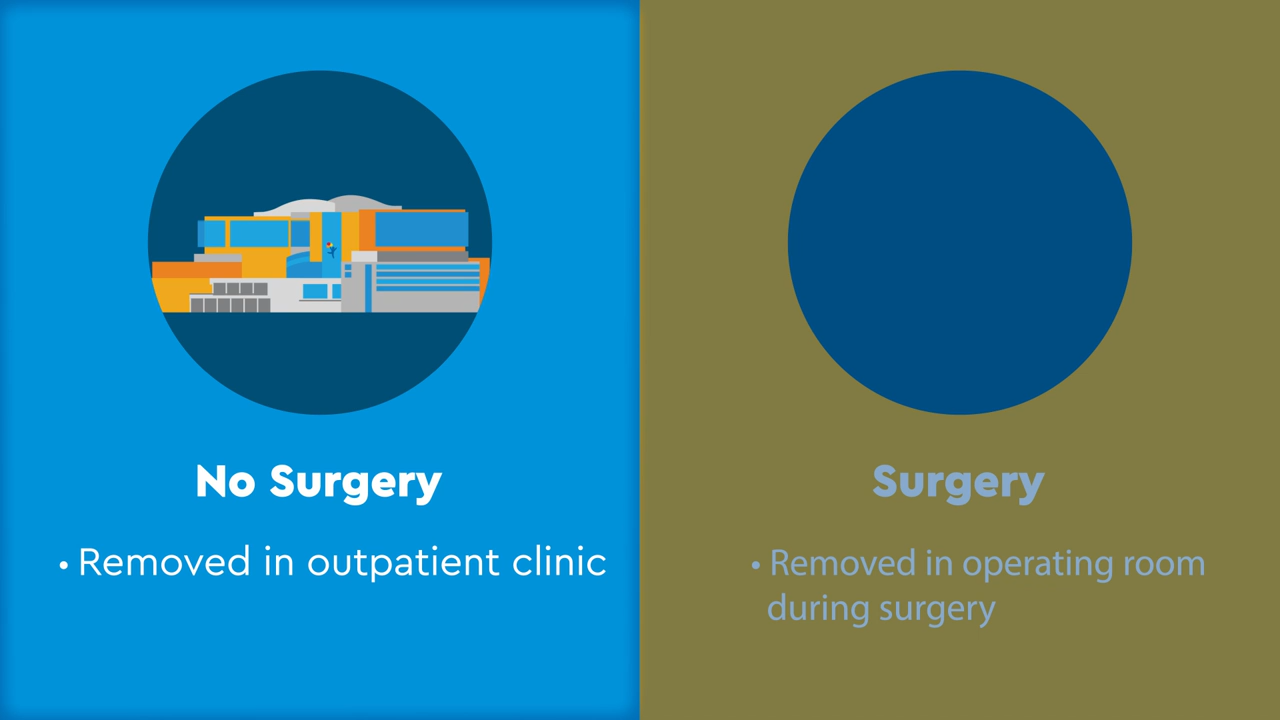 No Surgery
• Removed in outpatient clinic
Surgery
• Removed in operating room
during surgery